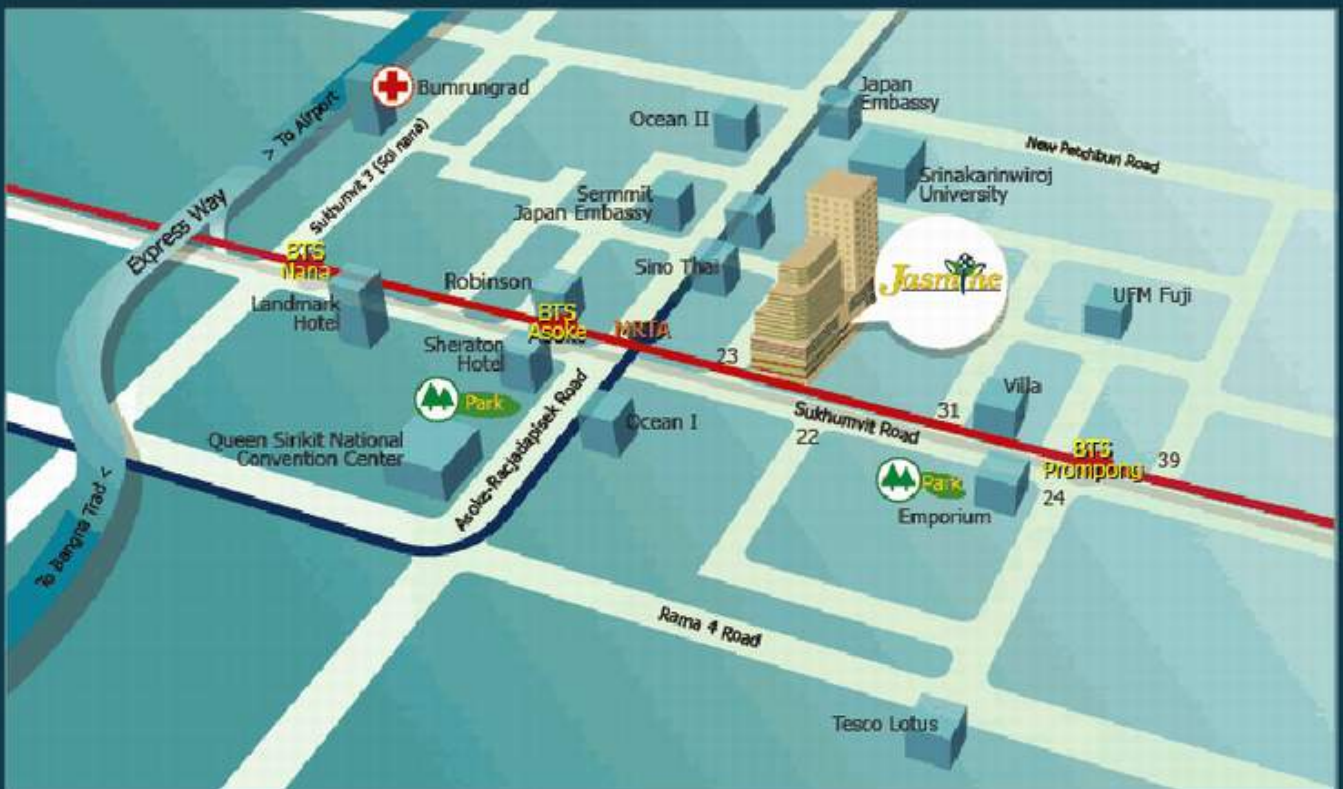 Bumrungrad
> To Airport
Sukhumvit 3 (Soi nana)
Express Way
Ocean II
Japan
Embassy
New Petchburi Road
Srinakarinwiroj
University
Sermmit
Japan Embassy
Sino Thai
Jasmine
UFM Fuji
BTS
Nana
Landmark
Hotel
Robinson
BTS
Asoke
MRTA
Sheraton
Hotel
23
Park
Queen Sirikit National
Convention Center
Asoke-Racjadapisek Road
Ocean I
Sukhumvit Road
22
31
Villa
BTS
Prompong
39
24
Park
Emporium
To Bangna Trad <
Rama 4 Road
Tesco Lotus